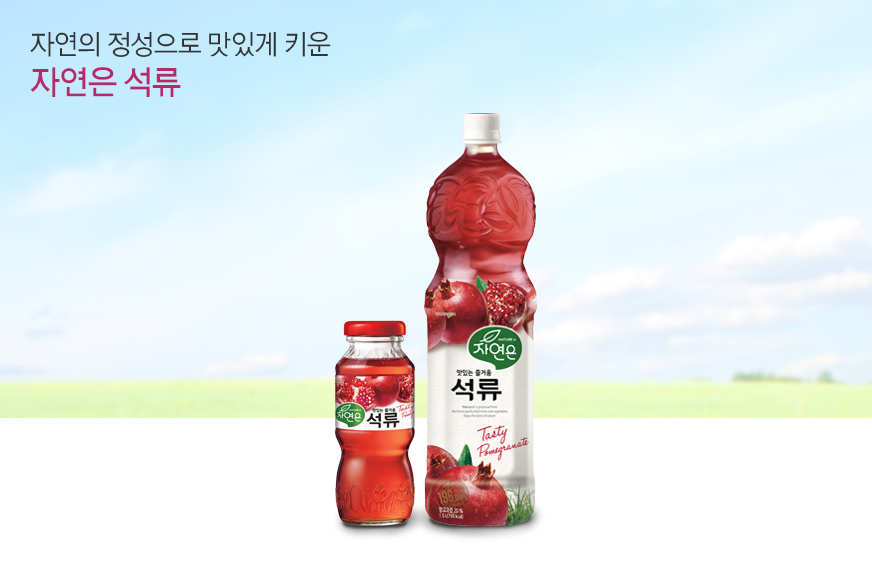 자연의 정성으로 맛있게 키운
자연은 석류
NATURE IS
자연은
맛있는 즐거움
석류
Tasty
Pomegranate
자연은
맛있는 즐거움
석류
Tasty